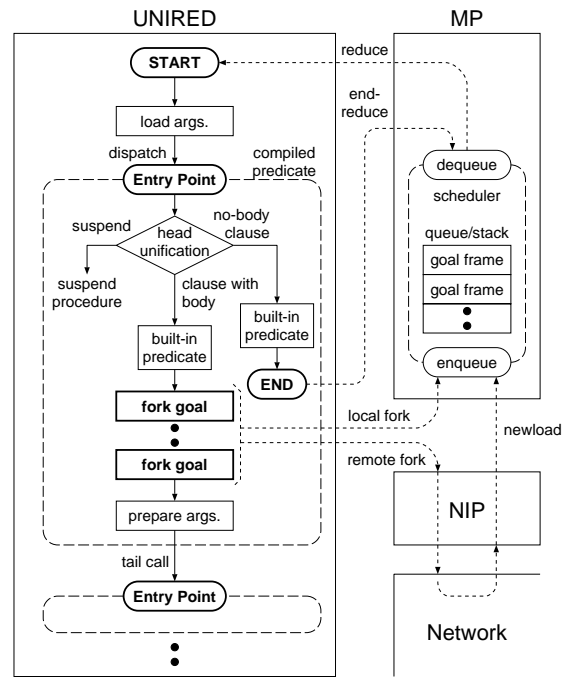 UNIRED
MP
START
reduce
end-
reduce
load args.
dispatch
compiled
predicate
Entry Point
dequeue
scheduler
suspend
head
unification
no-body
clause
queue/stack
goal frame
goal frame
suspend
procedure
clause with
body
built-in
predicate
built-in
predicate
enqueue
END
fork goal
local fork
newload
remote fork
fork goal
prepare args.
NIP
tail call
Entry Point
Network